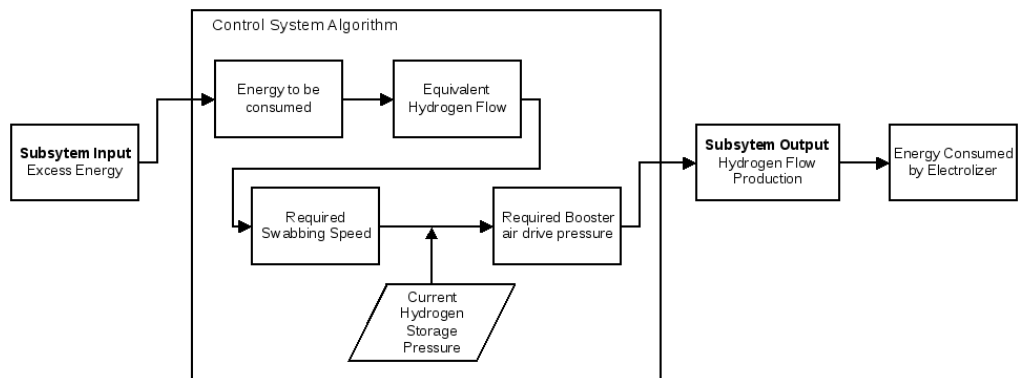 Control System Algorithm
Energy to be
consumed
Equivalent
Hydrogen Flow
Subsytem Input
Excess Energy
Subsytem Output
Hydrogen Flow
Production
Energy Consumed
by Electrolizer
Required
Swabbing Speed
Required Booster
air drive pressure
Current
Hydrogen
Storage
Pressure